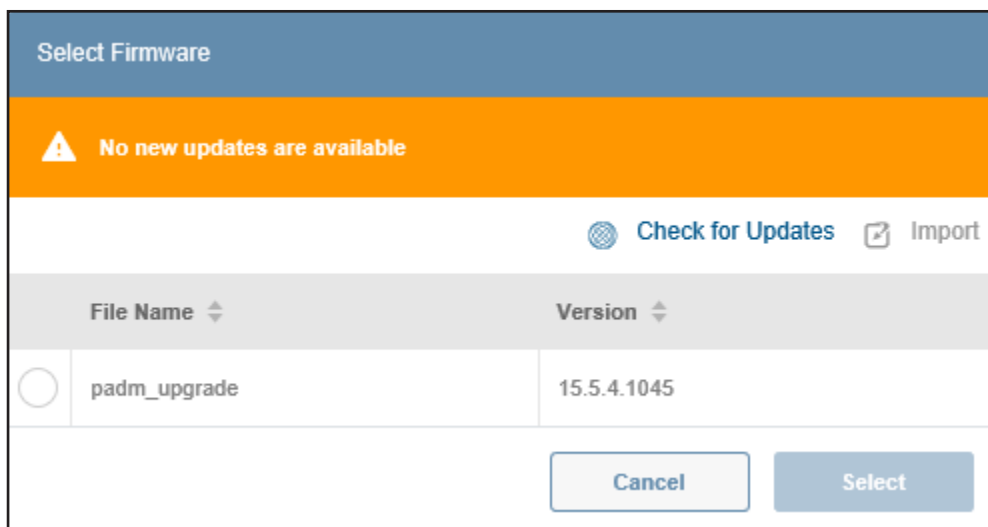 Select Firmware
No new updates are available
Check for Updates Import
File Name Version
padm_upgrade 15.5.4.1045
Cancel Select